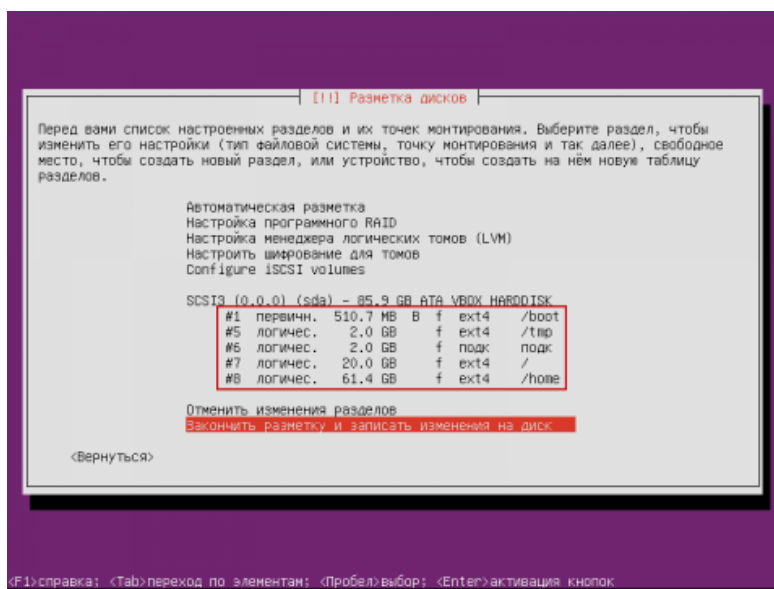 [!!] Разметка дисков
Перед вами список настроенных разделов и их точек монтирования. Выберите раздел, чтобы
изменить его настройки (тип файловой системы, точку монтирования и так далее), свободное
место, чтобы создать новый раздел, или устройство, чтобы создать на нём новую таблицу
разделов.
Автоматическая разметка
Настройка программного RAID
Настройка менеджера логических томов (LVM)
Настроить шифрование для томов
Configure iSCSI volumes
SCSI3 (0,0,0) (sda) - 85.9 GB ATA VBOX HARDDISK
#1 первичн. 510.7 MB B f ext4 /boot
#5 логичес. 2.0 GB f ext4 /tmp
#6 логичес. 2.0 GB f подк подк
#7 логичес. 20.0 GB f ext4 /
#8 логичес. 61.4 GB f ext4 /home
Отменить изменения разделов
Закончить разметку и записать изменения на диск
<Вернуться>
<F1>справка; <Tab>переход по элементам; <Пробел>выбор; <Enter>активация кнопок